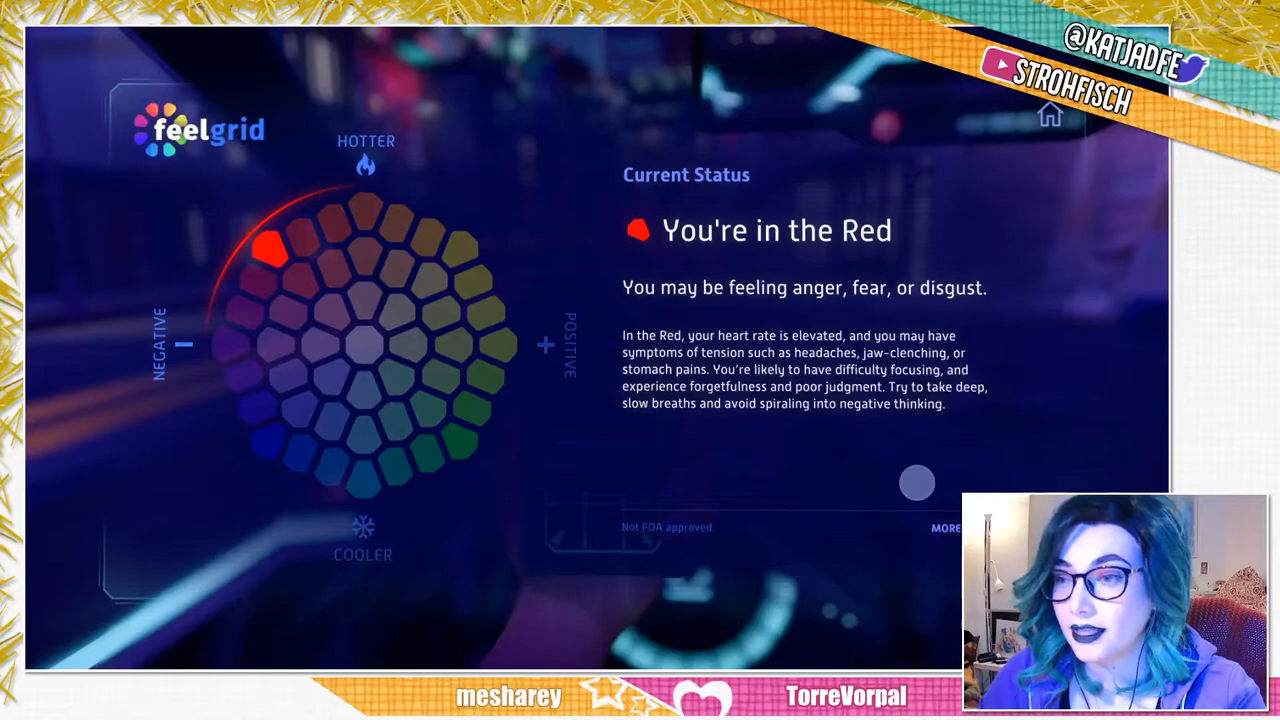 @KATJADFE
STROHFISCH
feelgrid
HOTTER
NEGATIVE
POSITIVE
COOLER
Current Status
You're in the Red
You may be feeling anger, fear, or disgust.
In the Red, your heart rate is elevated, and you may have
symptoms of tension such as headaches, jaw-clenching, or
stomach pains. You're likely to have difficulty focusing, and
experience forgetfulness and poor judgment. Try to take deep,
slow breaths and avoid spiraling into negative thinking.
Not FDA approved.
MORE
mesharey
TorreVorpal